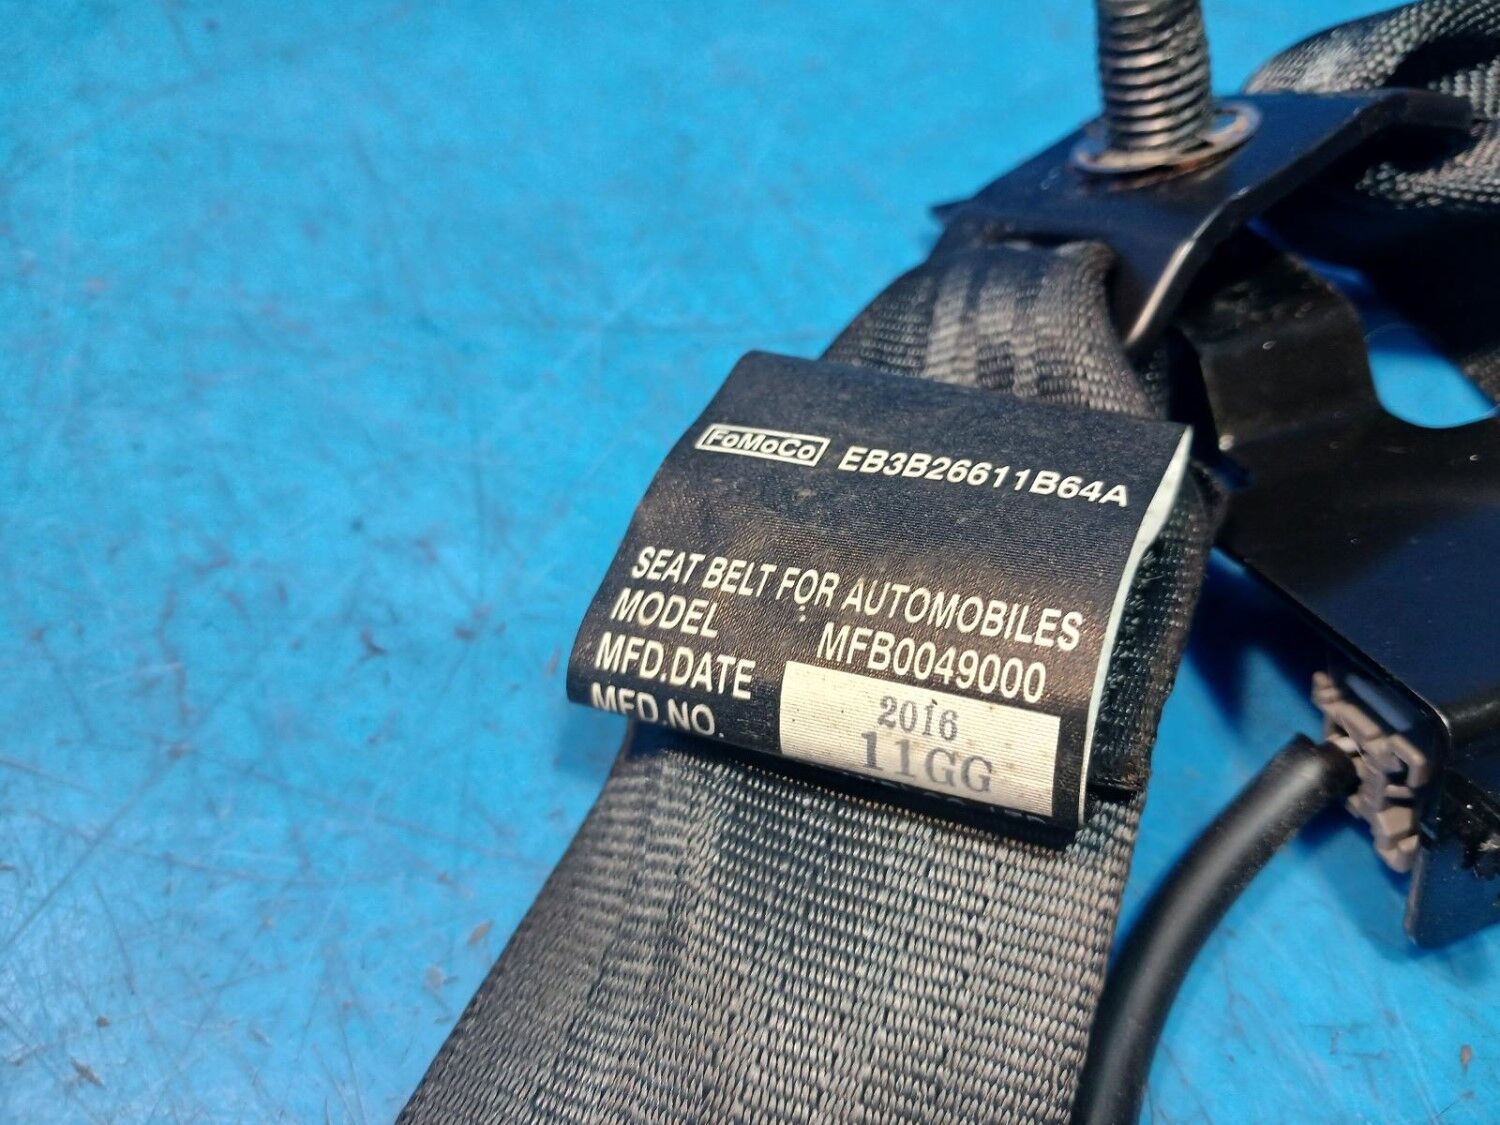 FoMoCo EB3B26611B64A
SEAT BELT FOR AUTOMOBILES
MODEL MFB0049000
MFD.DATE 2016
MFD.NO. 11GG